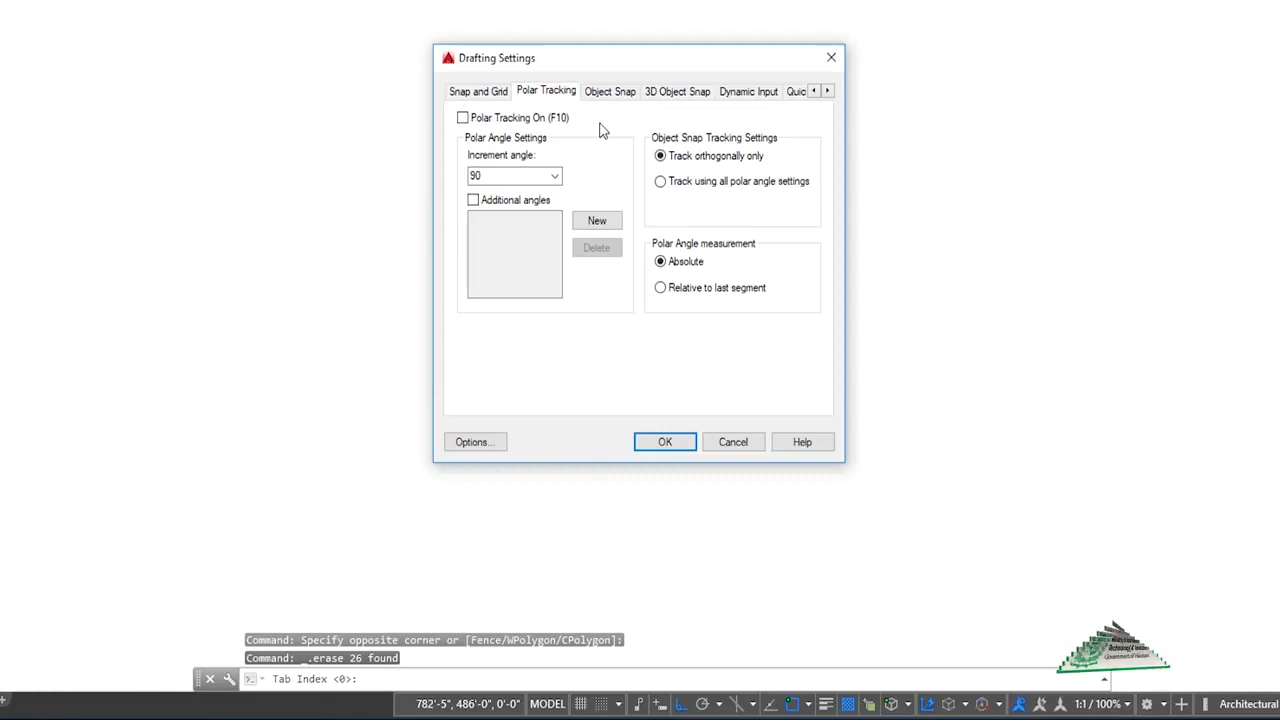 Drafting Settings
Snap and Grid Polar Tracking Object Snap 3D Object Snap Dynamic Input Quic
Polar Tracking On (F10)
Polar Angle Settings
Increment angle:
90
Additional angles
New
Delete
Object Snap Tracking Settings
Track orthogonally only
Track using all polar angle settings
Polar Angle measurement
Absolute
Relative to last segment
Options...
OK
Cancel
Help
Command: Specify opposite corner or [Fence/WPolygon/CPolygon]:
Command: _.erase 26 found
Tab Index <0>:
782'-5", 486'-0", 0'-0" MODEL
1:1 / 100%
Architectural